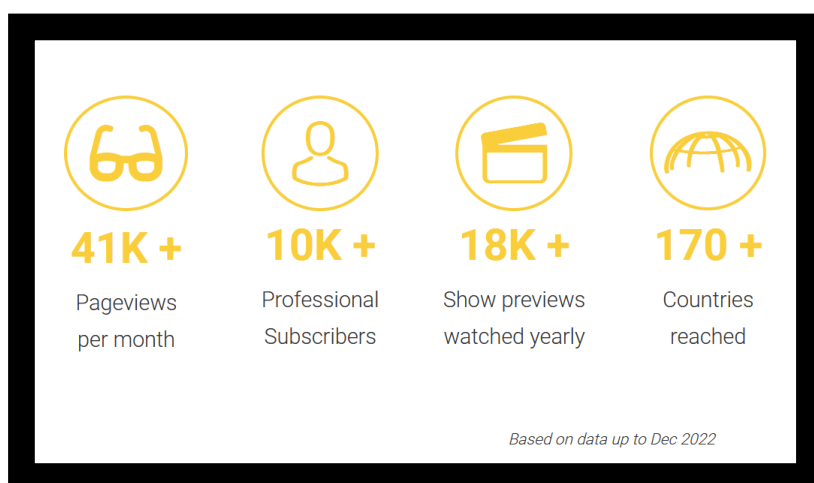 41K +
Pageviews
per month
10K +
Professional
Subscribers
18K +
Show previews
watched yearly
170 +
Countries
reached
Based on data up to Dec 2022